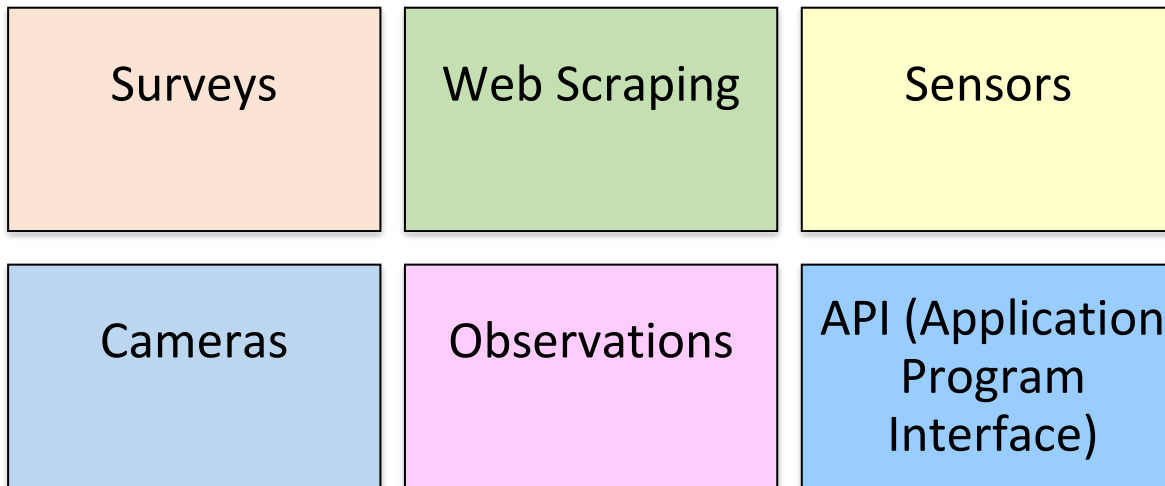 Surveys
Web Scraping
Sensors
Cameras
Observations
API (Application
Program
Interface)